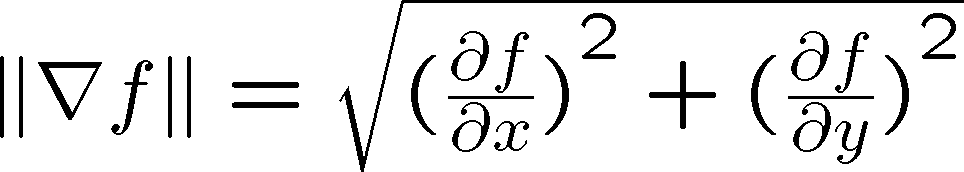 ‖∇f‖ = √((∂f/∂x)² + (∂f/∂y)²)